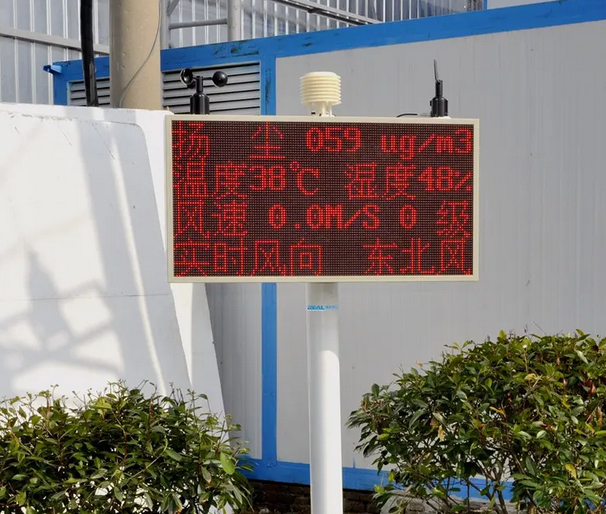 扬 尘 059 ug/m3
温度38℃ 湿度48%
风速 0.0M/S 0 级
实时风向 东北风